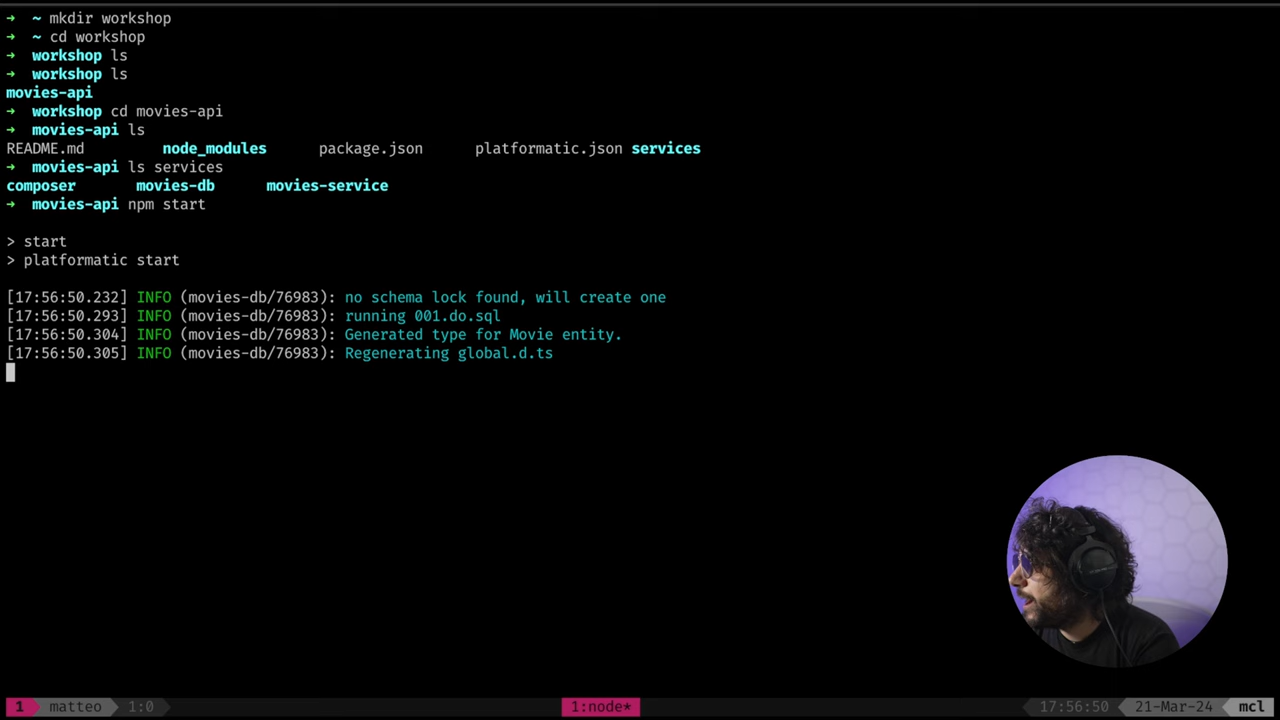 → ~ mkdir workshop
→ ~ cd workshop
→ workshop ls
→ workshop ls
movies-api
→ workshop cd movies-api
→ movies-api ls
README.md node_modules package.json platformatic.json services
→ movies-api ls services
composer movies-db movies-service
→ movies-api npm start
> start
> platformatic start
[17:56:50.232] INFO (movies-db/76983): no schema lock found, will create one
[17:56:50.293] INFO (movies-db/76983): running 001.do.sql
[17:56:50.304] INFO (movies-db/76983): Generated type for Movie entity.
[17:56:50.305] INFO (movies-db/76983): Regenerating global.d.ts
1 matteo 1:0 1:node* 17:56:50 21-Mar-24 mcl